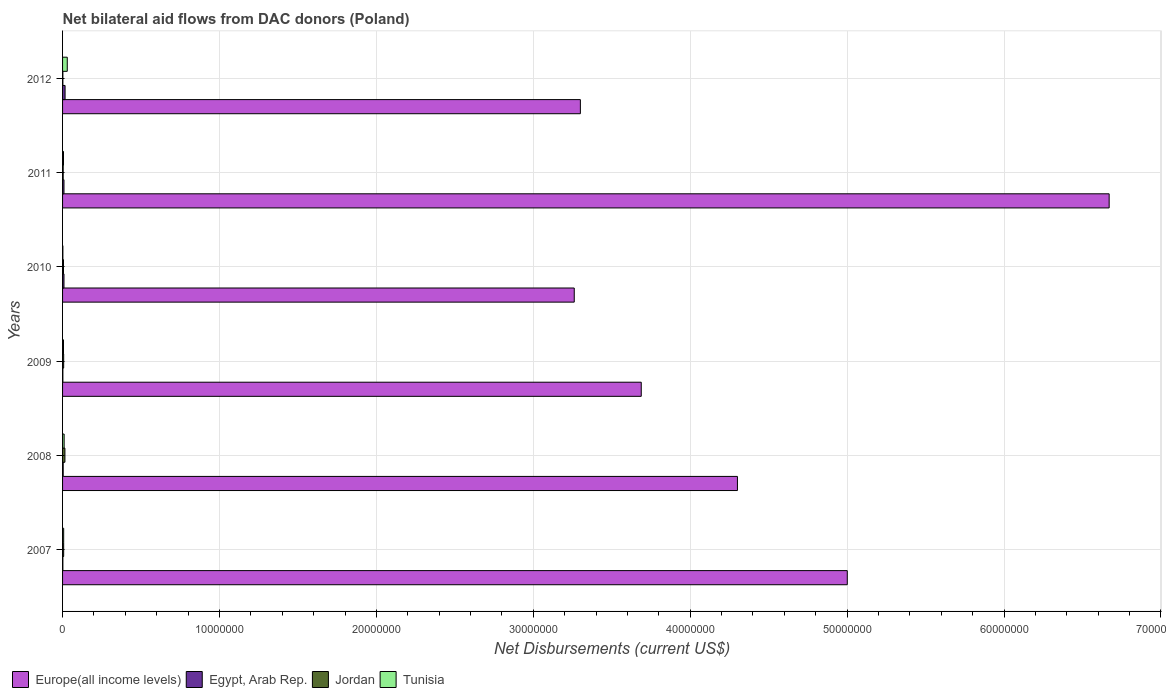 Net bilateral aid flows from DAC donors (Poland)
Years
2012
2011
2010
2009
2008
2007
0
10000000
20000000
30000000
40000000
50000000
60000000
Net Disbursements (current US$)
Europe(all income levels)
Egypt, Arab Rep.
Jordan
Tunisia